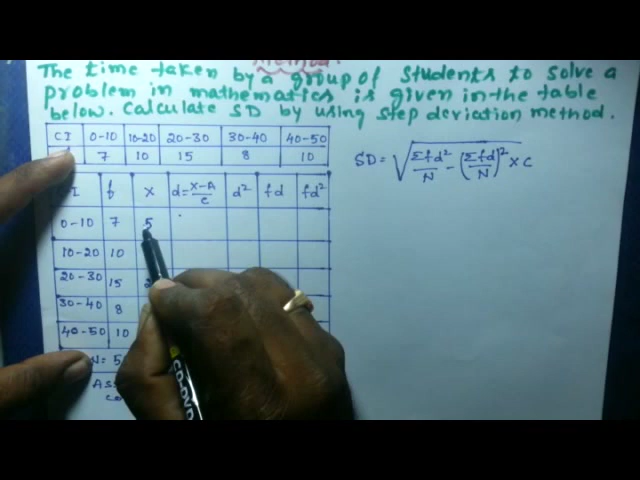 Method.
The time taken by a group of students to solve a
problem in mathematics is given in the table
below. Calculate SD by using step deviation method.
CI 0-10 10-20 20-30 30-40 40-50
7 10 15 8 10
SD = √ Σfd²/N - (Σfd/N)² × C
f x d = x-A/c d² fd fd²
0-10 7 5
10-20 10
20-30 15
30-40 8
40-50 10
CD-DVD